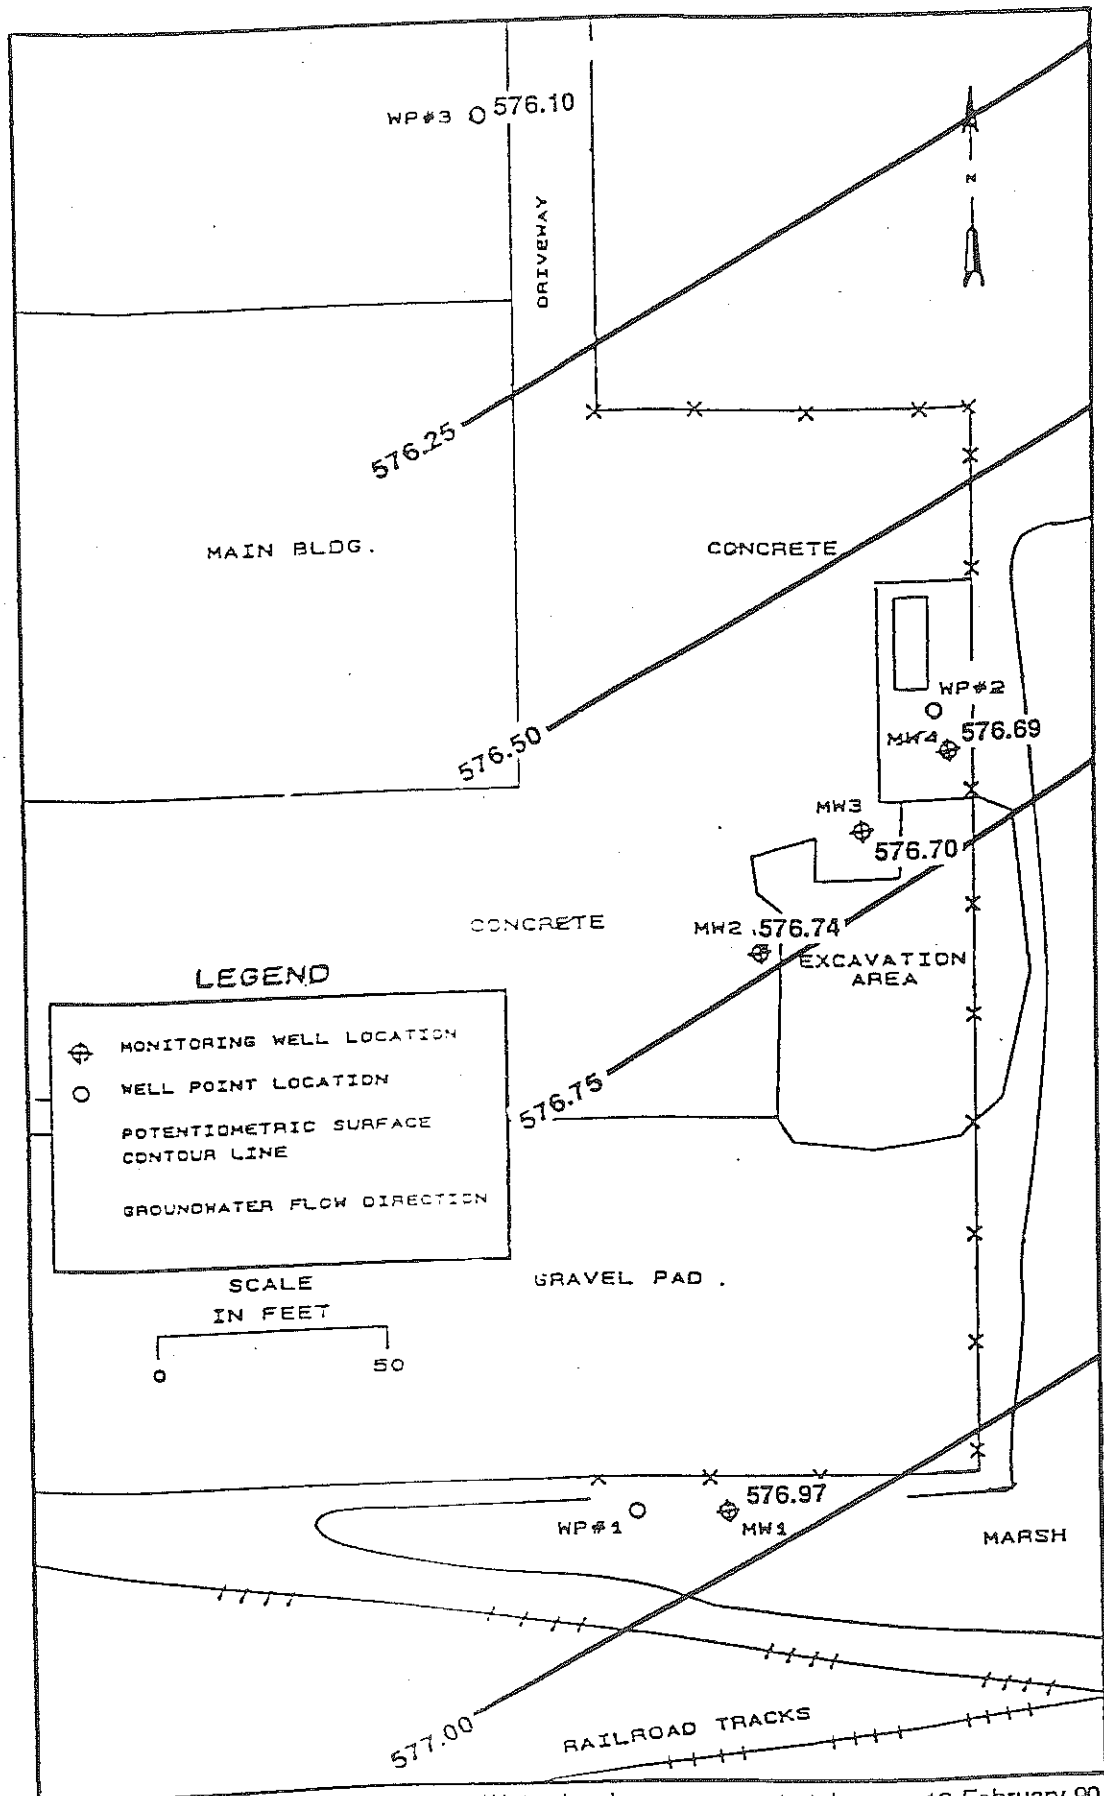 WP#3 576.10
N
DRIVEWAY
576.25
MAIN BLDG.
CONCRETE
WP#2
576.50
MW4 576.69
MW3
576.70
CONCRETE
MW2 576.74
EXCAVATION
AREA
LEGEND
MONITORING WELL LOCATION
WELL POINT LOCATION
POTENTIOMETRIC SURFACE
CONTOUR LINE
GROUNDWATER FLOW DIRECTION
576.75
SCALE
IN FEET
0 50
GRAVEL PAD .
576.97
WP#1 MW1
MARSH
577.00
RAILROAD TRACKS
February 90